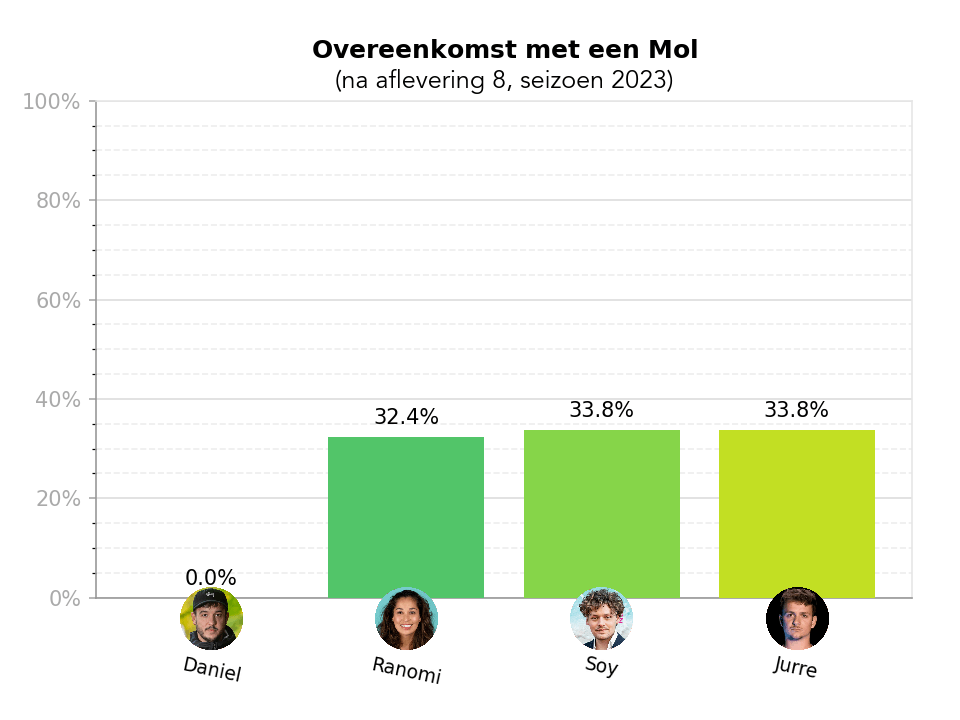 Overeenkomst met een Mol
(na aflevering 8, seizoen 2023)
100%
80%
60%
40%
20%
0%
0.0%
32.4%
33.8%
33.8%
Daniel
Ranomi
Soy
Jurre